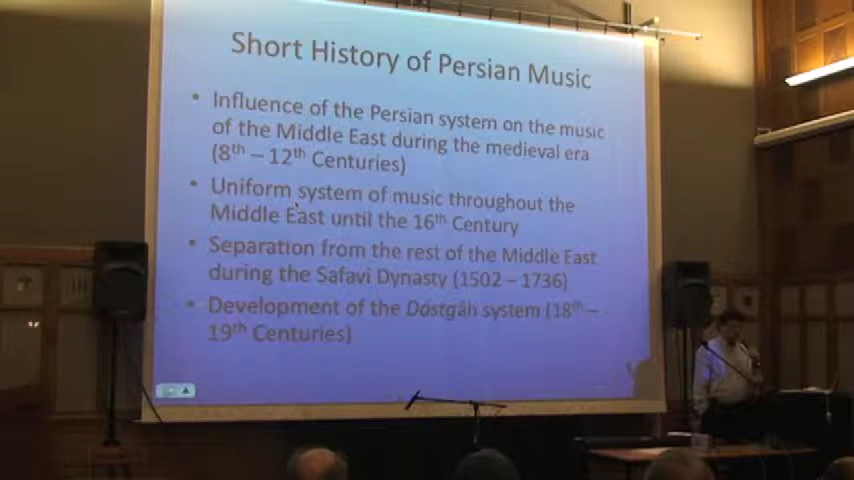 Short History of Persian Music
• Influence of the Persian system on the music
of the Middle East during the medieval era
(8th – 12th Centuries)
• Uniform system of music throughout the
Middle East until the 16th Century
• Separation from the rest of the Middle East
during the Safavi Dynasty (1502 – 1736)
• Development of the Dástgâh system (18th –
19th Centuries)